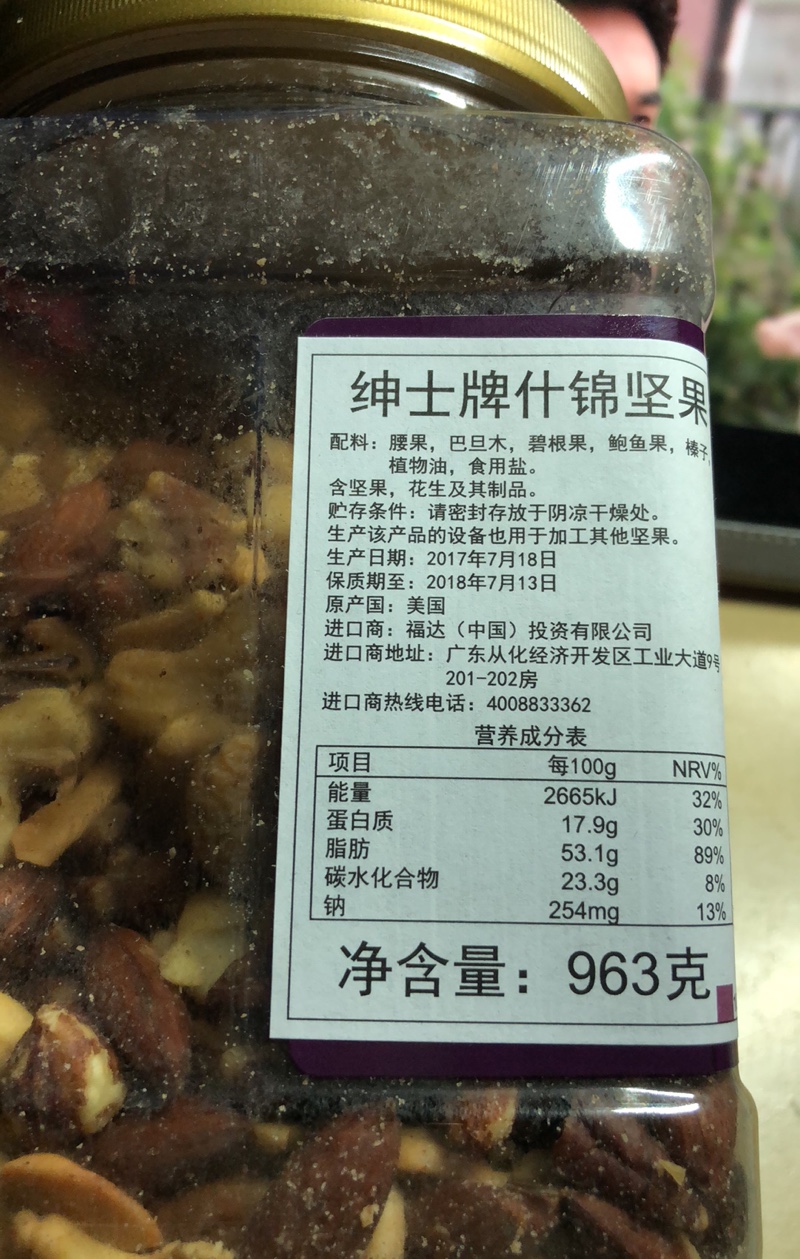 绅士牌什锦坚果
配料：腰果，巴旦木，碧根果，鲍鱼果，榛子，
植物油，食用盐。
含坚果，花生及其制品。
贮存条件：请密封存放于阴凉干燥处。
生产该产品的设备也用于加工其他坚果。
生产日期：2017年7月18日
保质期至：2018年7月13日
原产国：美国
进口商：福达（中国）投资有限公司
进口商地址：广东从化经济开发区工业大道9号
201-202房
进口商热线电话：4008833362
营养成分表
项目 每100g NRV%
能量 2665kJ 32%
蛋白质 17.9g 30%
脂肪 53.1g 89%
碳水化合物 23.3g 8%
钠 254mg 13%
净含量：963克